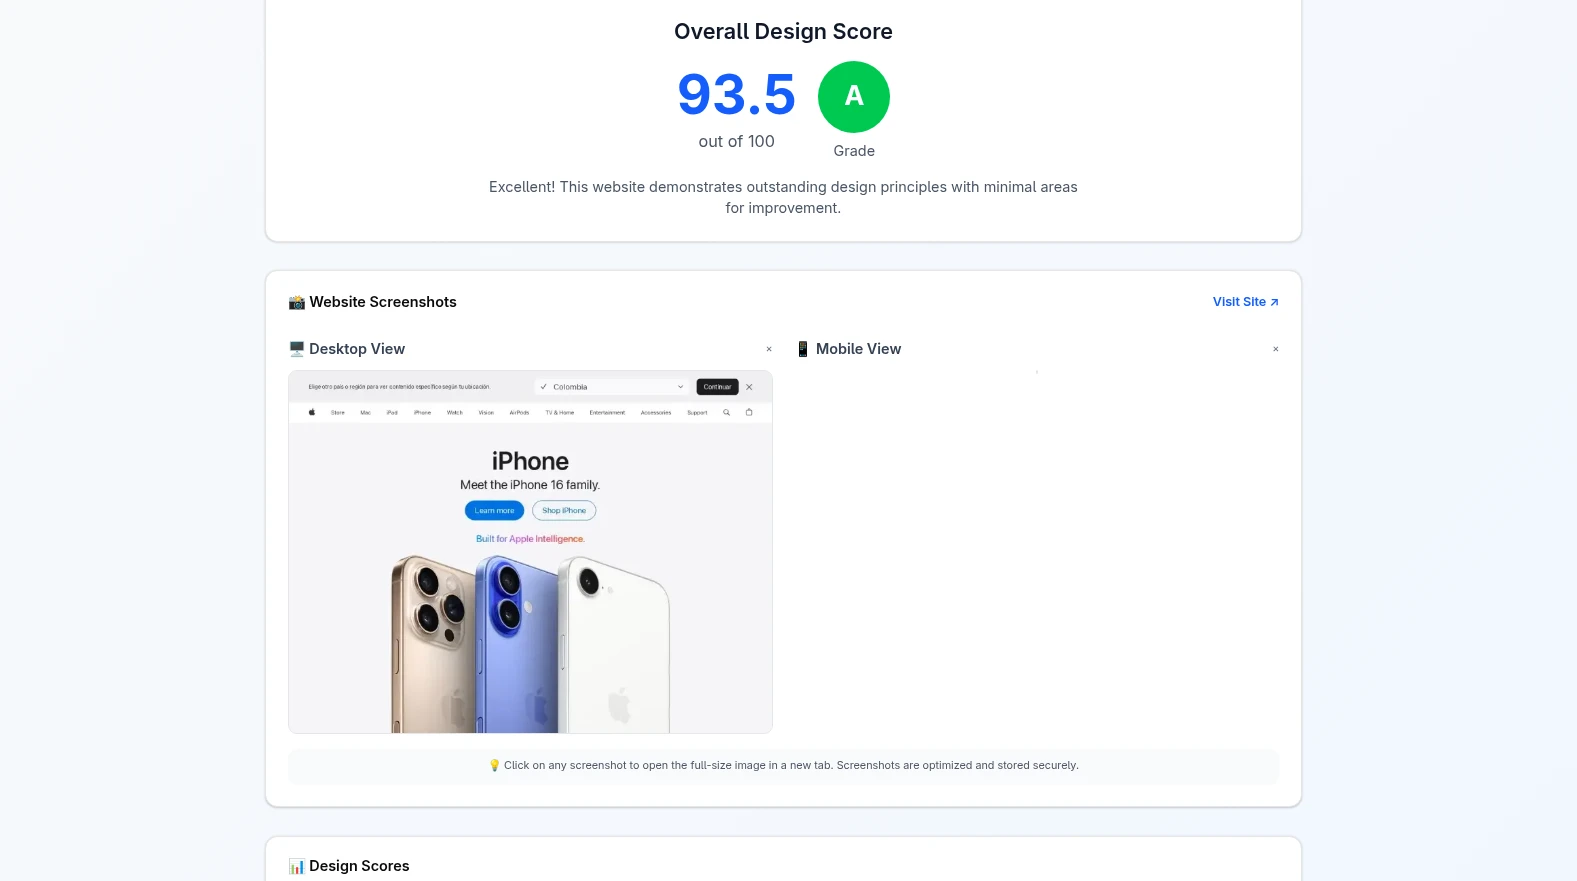 Overall Design Score
93.5
A
out of 100
Grade
Excellent! This website demonstrates outstanding design principles with minimal areas
for improvement.
Website Screenshots
Visit Site ↗
Desktop View
×
Mobile View
×
Elige otro país o región para ver contenido específico según tu ubicación.
Colombia
Continuar
Store Mac iPad iPhone Watch Vision AirPods TV & Home Entertainment Accessories Support
iPhone
Meet the iPhone 16 family.
Learn more
Shop iPhone
Built for Apple Intelligence.
Click on any screenshot to open the full-size image in a new tab. Screenshots are optimized and stored securely.
Design Scores